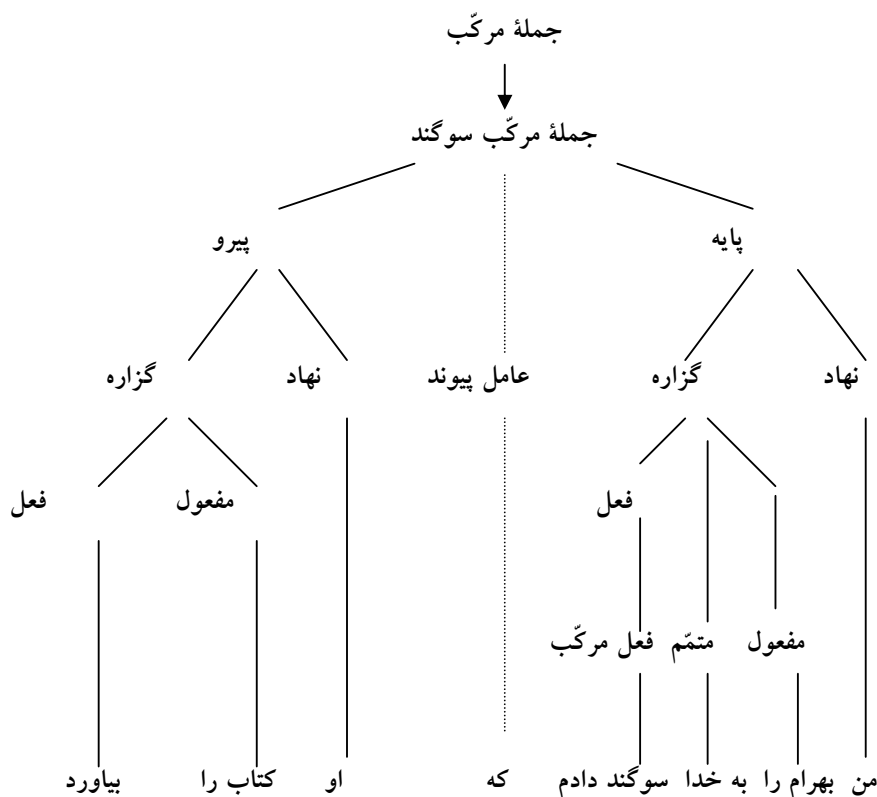 جملهٔ مرکّب
جملهٔ مرکّب سوگند
پایه پیرو
نهاد گزاره عامل پیوند نهاد گزاره
فعل مفعول فعل
مفعول متمّم فعل مرکّب
من بهرام را به خدا سوگند دادم که او کتاب را بیاورد